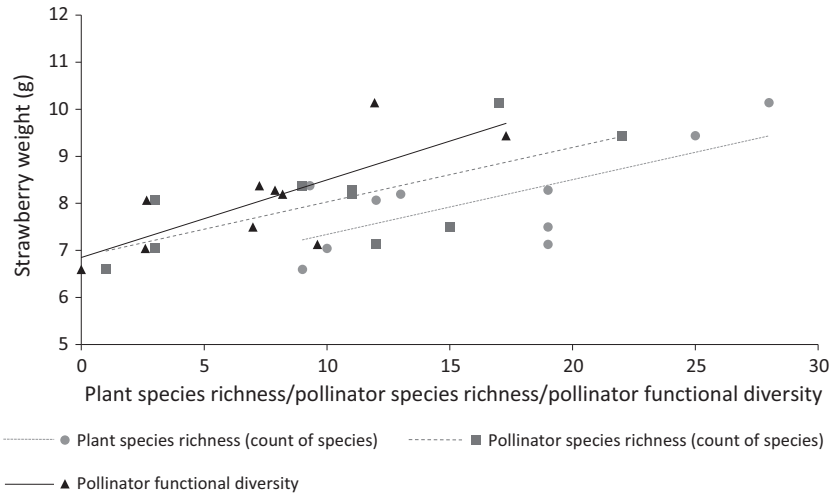 12
11
10
9
8
7
6
5
Strawberry weight (g)
0 5 10 15 20 25 30
Plant species richness/pollinator species richness/pollinator functional diversity
Plant species richness (count of species) Pollinator species richness (count of species)
Pollinator functional diversity